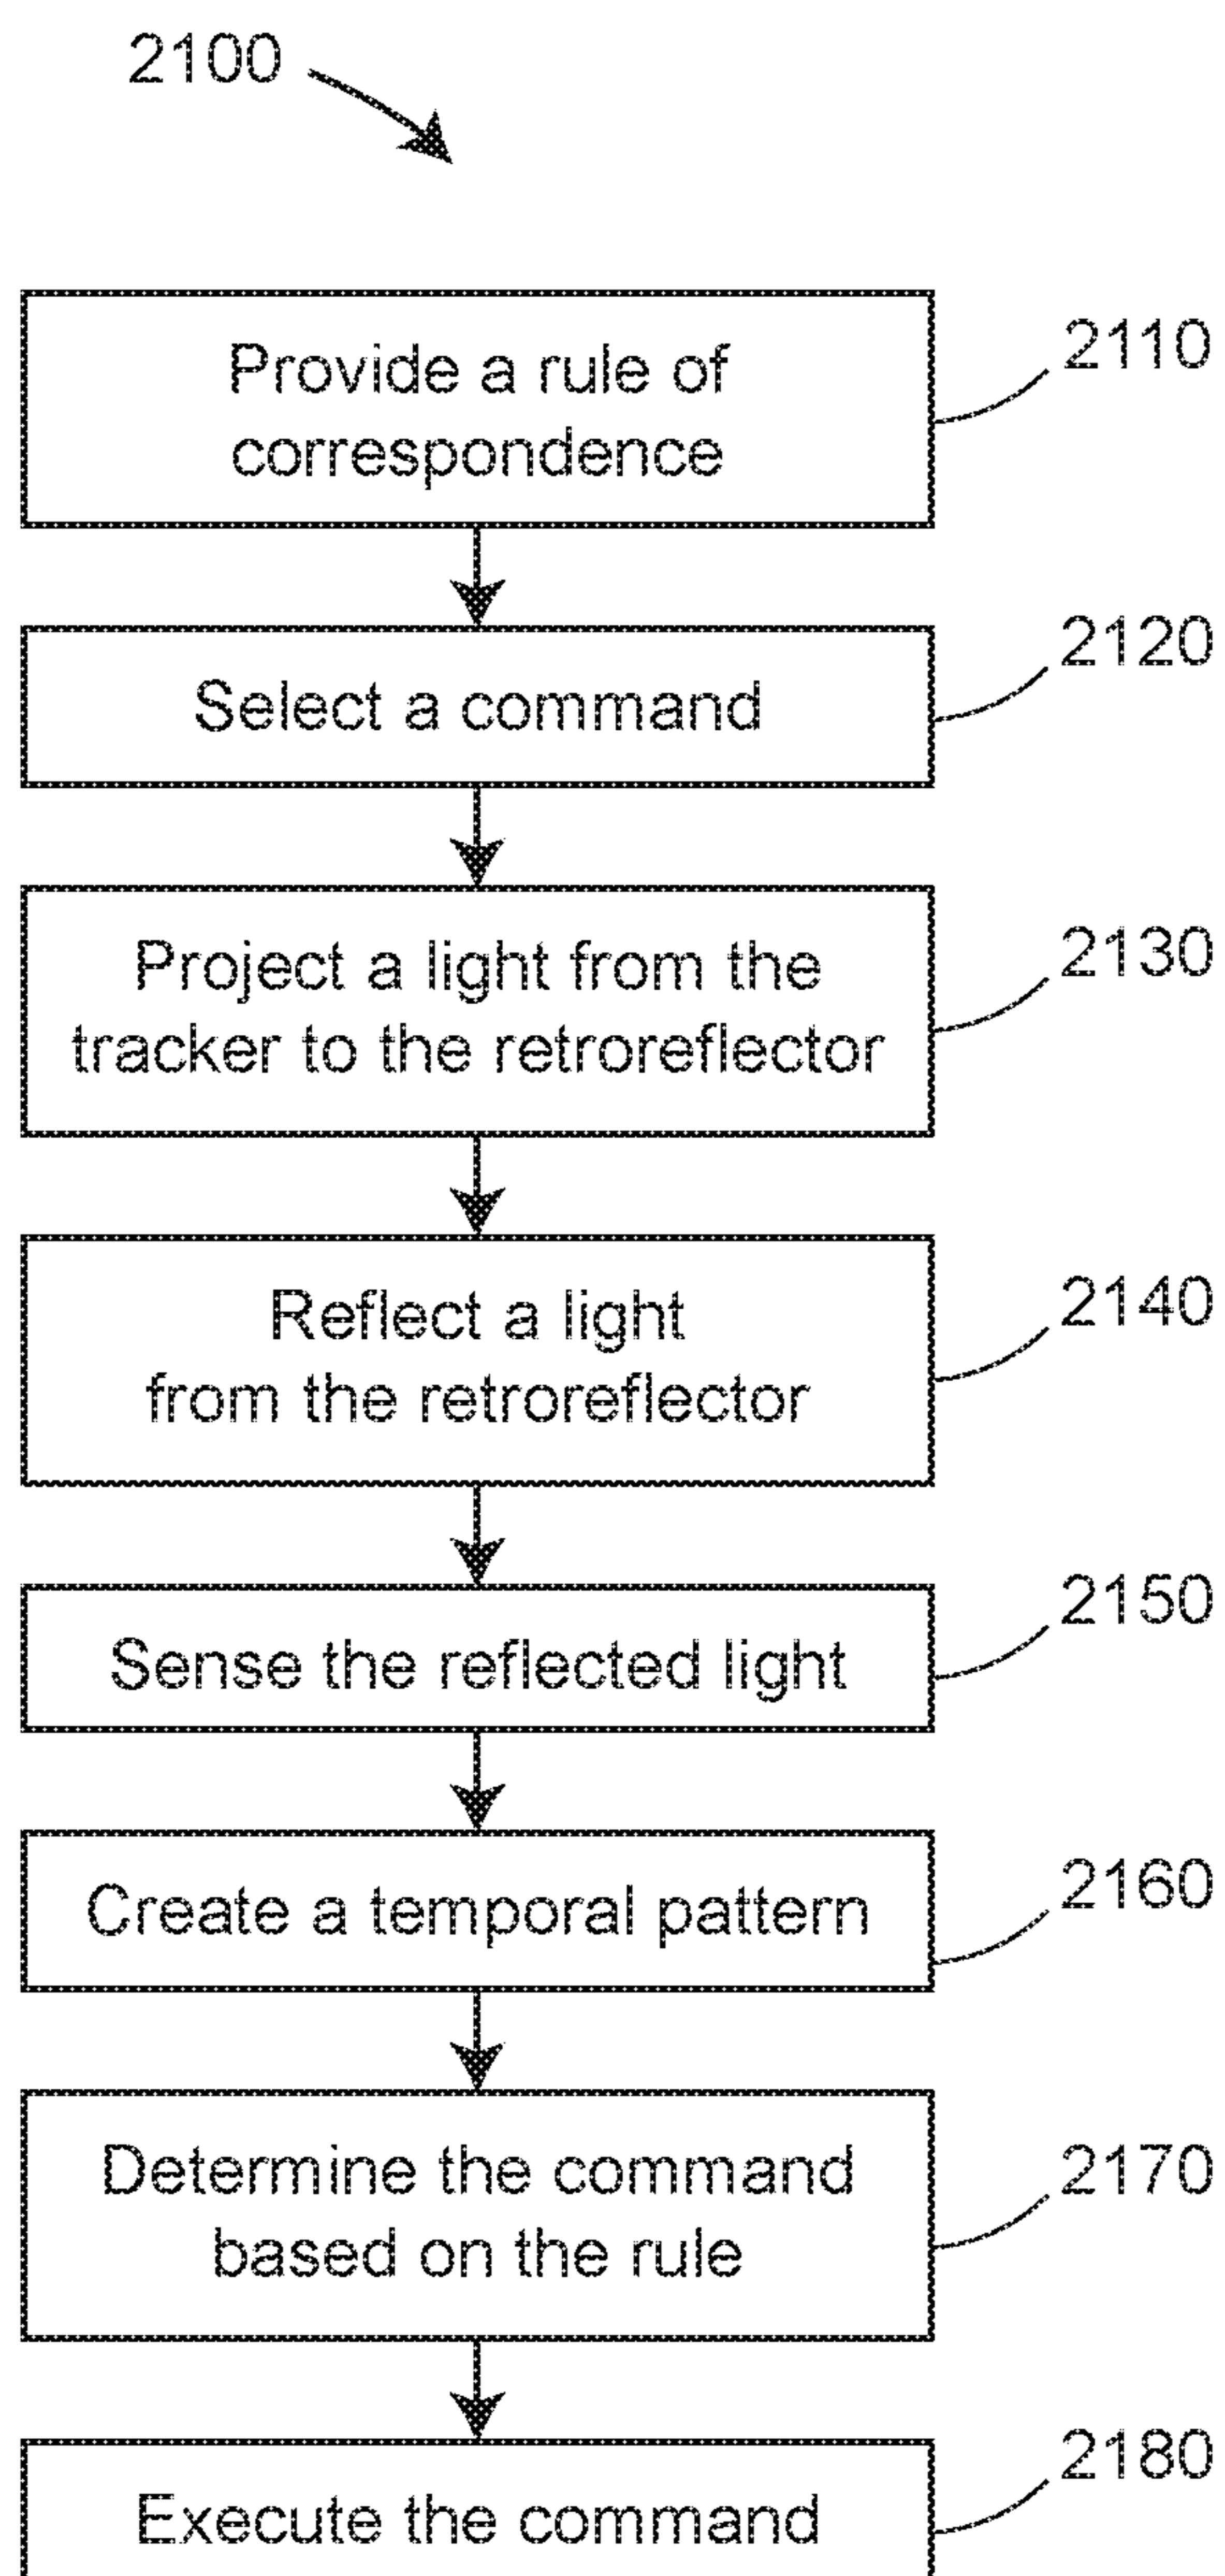 2100
Provide a rule of
correspondence
2110
Select a command
2120
Project a light from the
tracker to the retroreflector
2130
Reflect a light
from the retroreflector
2140
Sense the reflected light
2150
Create a temporal pattern
2160
Determine the command
based on the rule
2170
Execute the command
2180